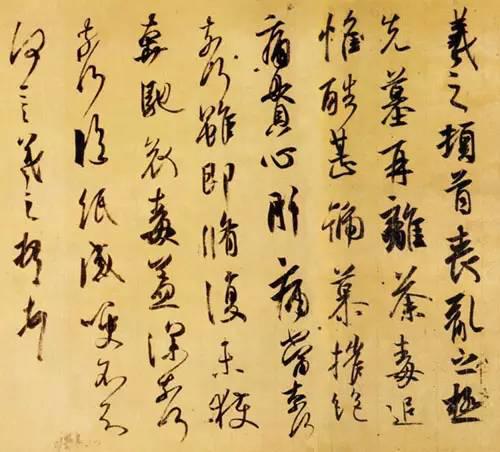 羲之頓首喪亂之極
先墓再離荼毒追
惟酷甚號慕摧絕
痛貫心肝痛當奈何
奈何雖即脩復未獲
奔馳哀毒益深奈何
奈何臨紙感哽不知
何言羲之頓首